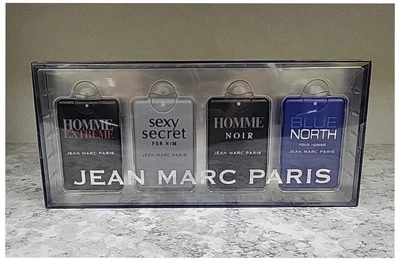 HOMME
EXTREME
JEAN MARC PARIS
sexy
secret
FOR HIM
JEAN MARC PARIS
HOMME
NOIR
JEAN MARC PARIS
BLUE
NORTH
POUR HOMME
JEAN MARC PARIS
JEAN MARC PARIS